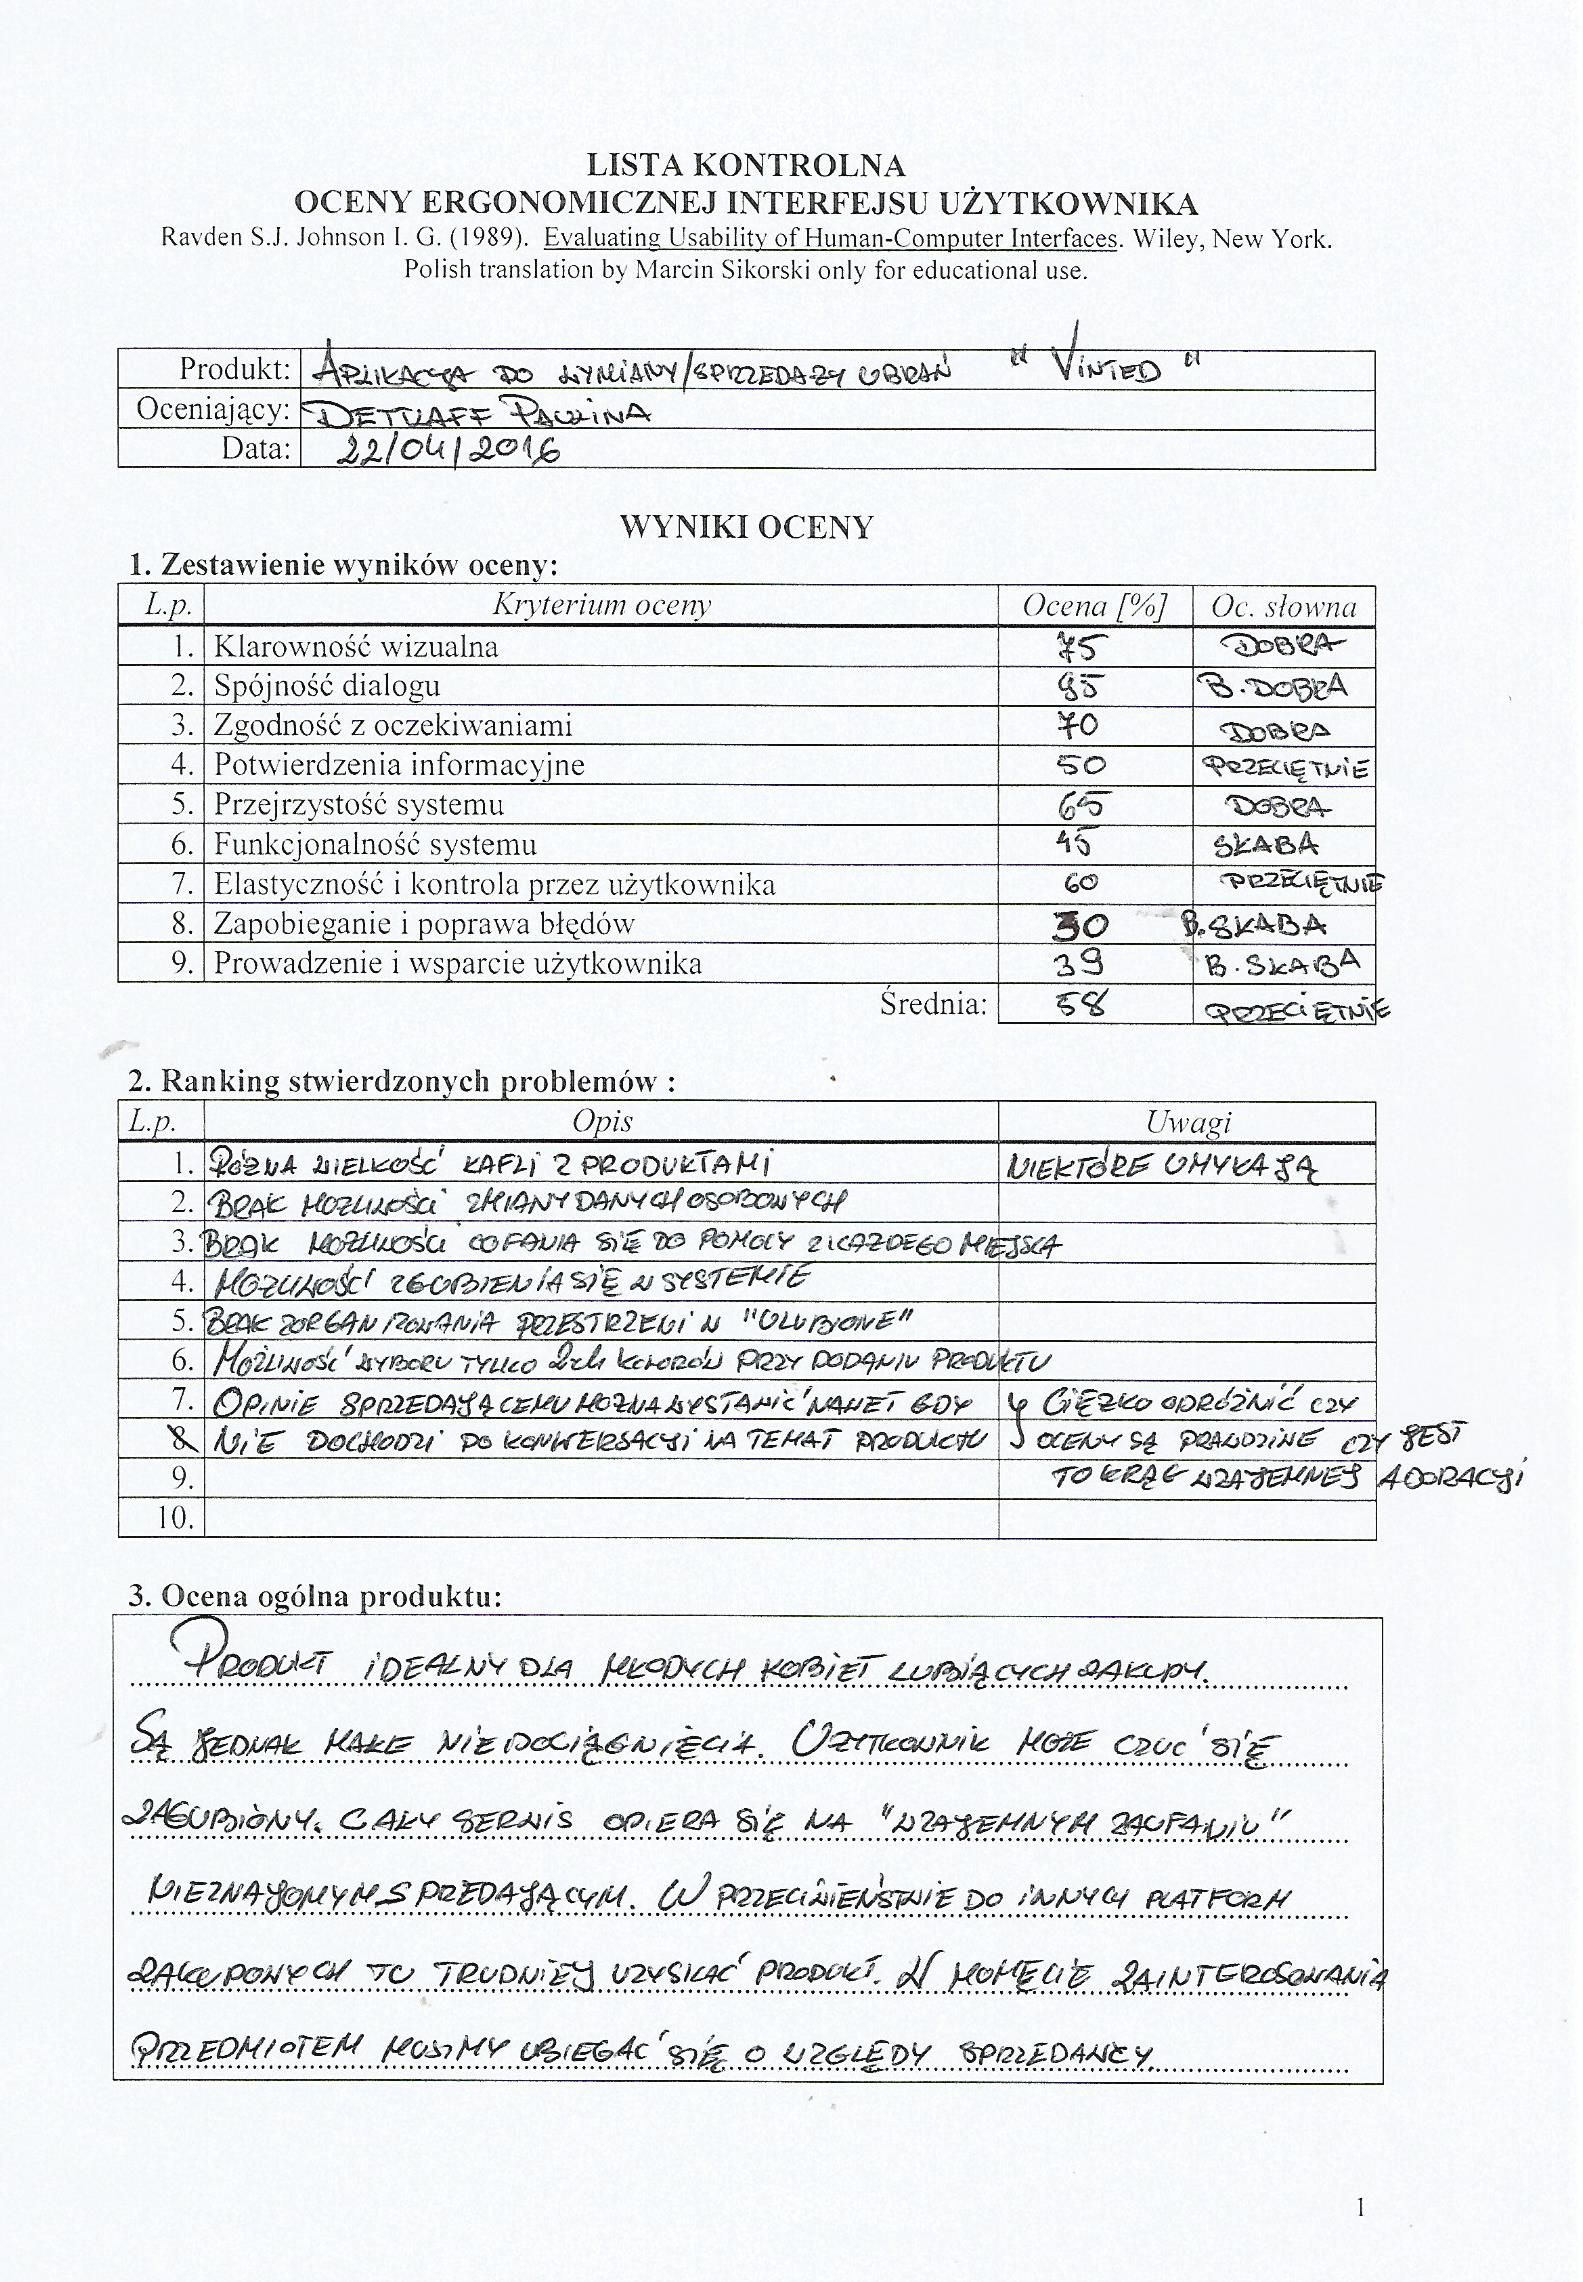 LISTA KONTROLNA
OCENY ERGONOMICZNEJ INTERFEJSU UŻYTKOWNIKA
Ravden S.J. Johnson I. G. (1989). Evaluating Usability of Human-Computer Interfaces. Wiley, New York.
Polish translation by Marcin Sikorski only for educational use.
Produkt: APLIKACJA DO WYMIANY/SPRZEDAŻY UBRAŃ "VINTED"
Oceniający: DETLAFF PAULINA
Data: 22/04/2016
WYNIKI OCENY
1. Zestawienie wyników oceny:
L.p. Kryterium oceny Ocena [%] Oc. słowna
1. Klarowność wizualna 75 DOBRA
2. Spójność dialogu B. DOBRA
3. Zgodność z oczekiwaniami 70 DOBRA
4. Potwierdzenia informacyjne 50 PRZECIĘTNIE
5. Przejrzystość systemu 65 DOBRA
6. Funkcjonalność systemu 45 SŁABA
7. Elastyczność i kontrola przez użytkownika 60 PRZECIĘTNIE
8. Zapobieganie i poprawa błędów 30 B. SŁABA
9. Prowadzenie i wsparcie użytkownika 39 B. SŁABA
Średnia: 58 PRZECIĘTNIE
2. Ranking stwierdzonych problemów :
L.p. Opis Uwagi
1. RÓŻNA WIELKOŚĆ KAFLI Z PRODUKTAMI NIEKTÓRE UMYKAJĄ
2. BRAK MOŻLIWOŚCI ZMIANY DANYCH OSOBOWYCH
3. BRAK MOŻLIWOŚCI COFANIA SIĘ DO POMOCY Z KAŻDEGO MIEJSCA
4. MOŻLIWOŚĆ ZGUBIENIA SIĘ W SYSTEMIE
5. BRAK ZORGANIZOWANIA PRZESTRZENI W "ULUBIONE"
6. MOŻLIWOŚĆ WYBORU TYLKO 2ch KOLORÓW PRZY DODANIU PRODUKTU
7. OPINIE SPRZEDAJĄCEMU MOŻNA WYSTAWIĆ NAWET GDY CIĘŻKO ODRÓŻNIĆ CZY
8. NIE DOCHODZI DO KONWERSACJI NA TEMAT PRODUKTU OCENY SĄ PRAWDZIWE CZY JEST
9. TO KRĄG WZAJEMNEJ ADORACJI
10.
3. Ocena ogólna produktu:
PRODUKT IDEALNY DLA MŁODYCH KOBIET LUBIĄCYCH ZAKUPY.
SĄ JEDNAK MAŁE NIEDOCIĄGNIĘCIA. UŻYTKOWNIK MOŻE CZUĆ SIĘ
ZAGUBIONY. CAŁY SERWIS OPIERA SIĘ NA "WZAJEMNYM ZAUFANIU"
NIEZNAJOMYM SPRZEDAJĄCYM. W PRZECIWIEŃSTWIE DO INNYCH PLATFORM
ZAKUPOWYCH TU TRUDNIEJ UZYSKAĆ PRODUKT. W MOMĘCIE ZAINTERESOWANIA
PRZEDMIOTEM MUSIMY UBIEGAĆ SIĘ O WZGLĘDY SPRZEDAWCY.
1